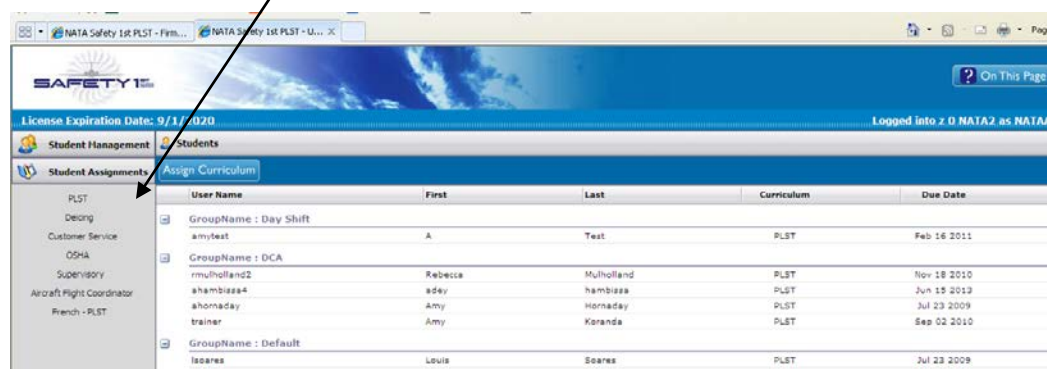 NATA Safety 1st PLST - Firm... NATA Safety 1st PLST - U... Pag
SAFETY 1st
? On This Page
License Expiration Date: 9/1/2020 Logged into z 0 NATA2 as NATAA
Student Management Students
Student Assignments Assign Curriculum
User Name First Last Curriculum Due Date
PLST
Deicing
Customer Service
OSHA
Supervisory
Aircraft Flight Coordinator
French - PLST
GroupName : Day Shift
amytest A Test PLST Feb 16 2011
GroupName : DCA
rmulholland2 Rebecca Mulholland PLST Nov 18 2010
ahambissa4 adey hambissa PLST Jun 15 2013
ahornaday Amy Hornaday PLST Jul 23 2009
trainer Amy Koranda PLST Sep 02 2010
GroupName : Default
lsoares Louis Soares PLST Jul 23 2009